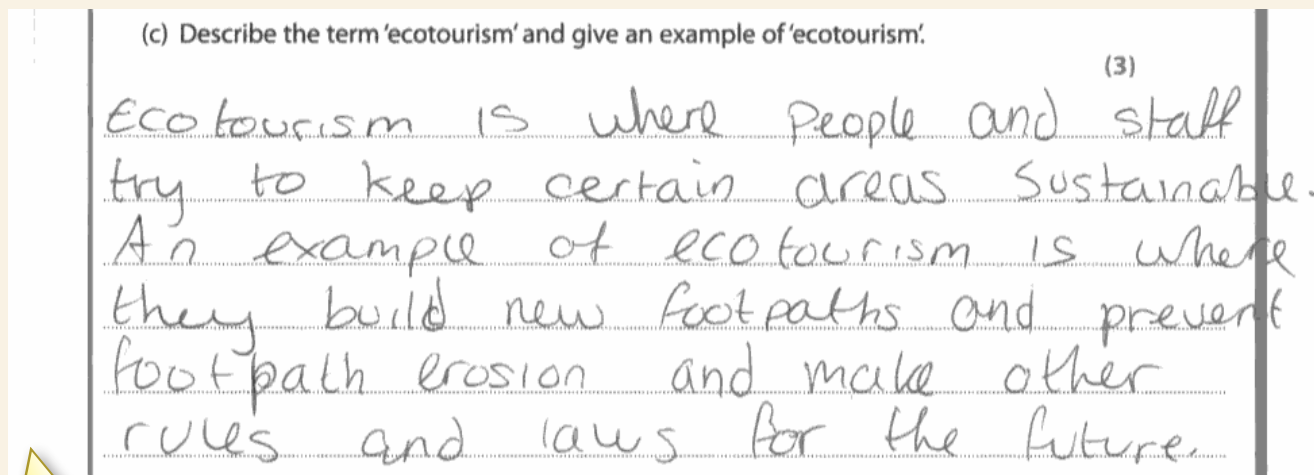 (c) Describe the term 'ecotourism' and give an example of 'ecotourism'.
(3)
Ecotourism is where people and staff
try to keep certain areas sustainable.
An example of ecotourism is where
they build new footpaths and prevent
footpath erosion and make other
rules and laws for the future.